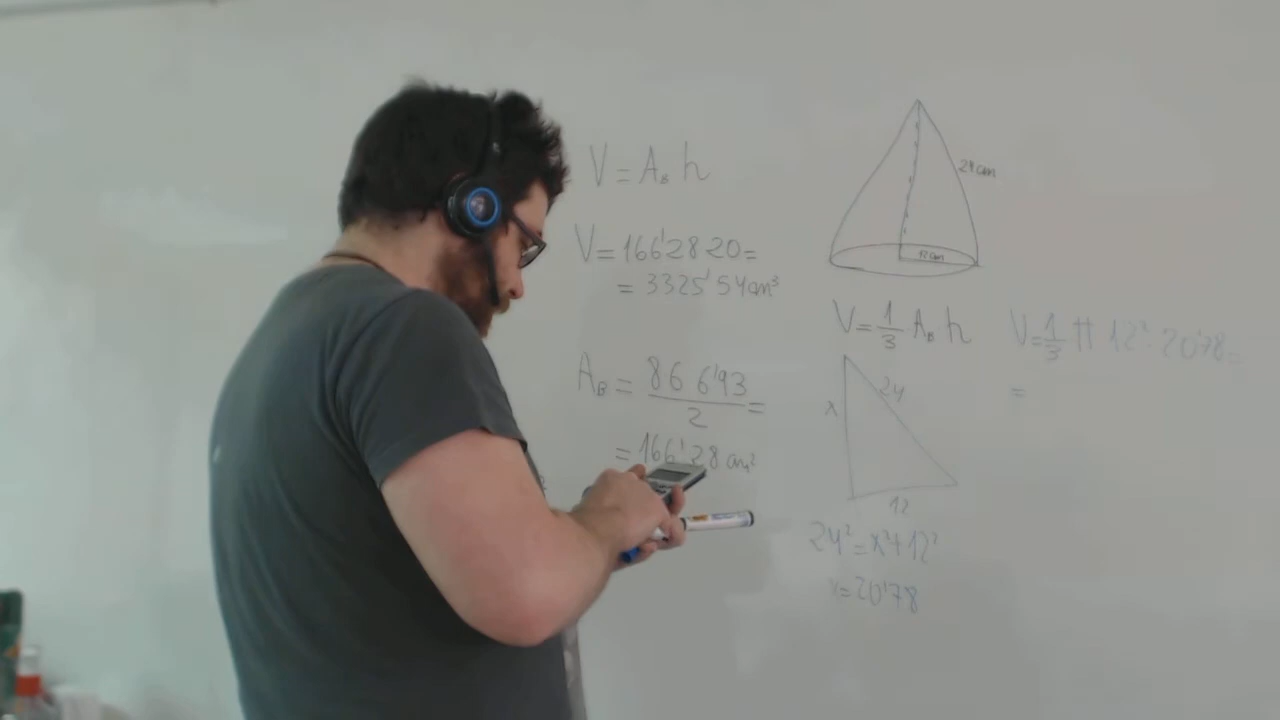 V = A_B h
V = 166'28 20 =
= 3325'54 cm³
A_B = 86 6'93 / 2 =
= 166'28 cm²
24 cm
12 cm
V = 1/3 A_B h
x
24
12
24² = x² + 12²
x = 20'78
V = 1/3 π 12² · 20'78 =
=